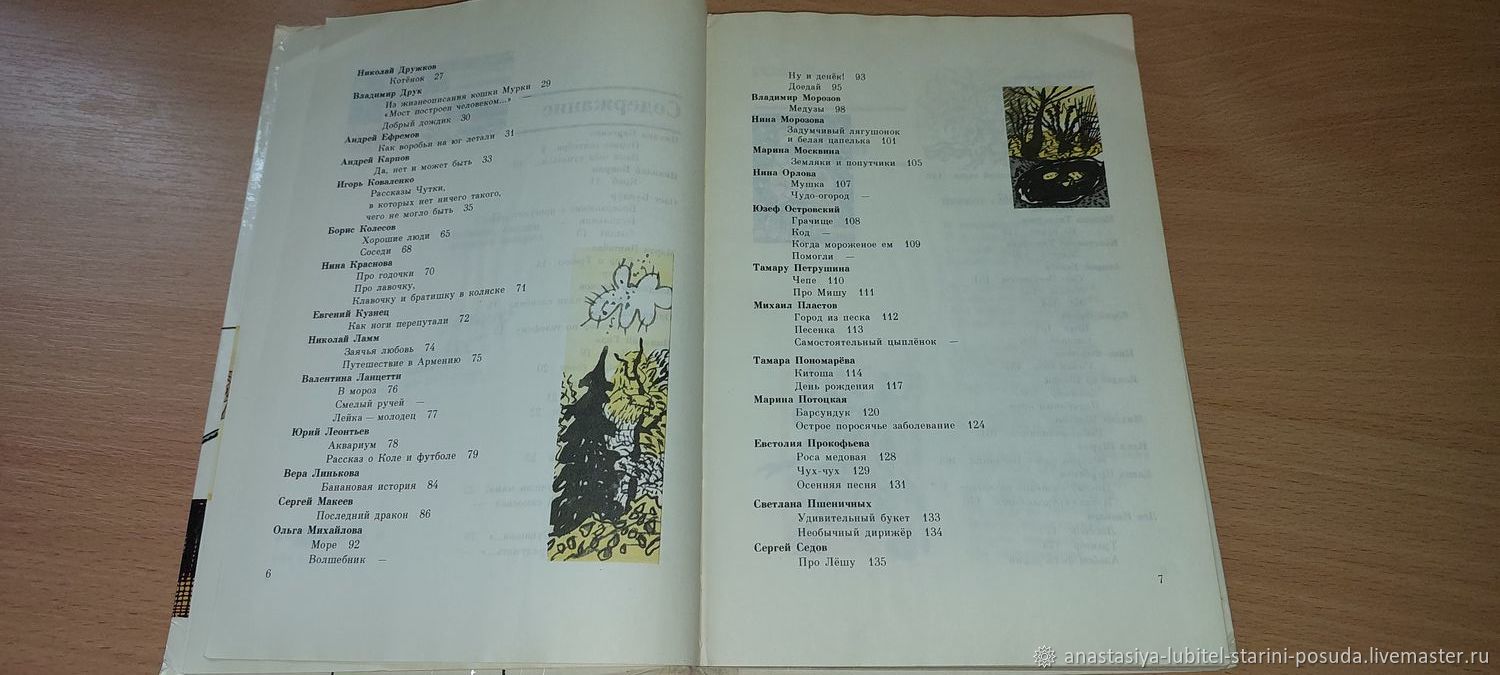 Николай Дружков
Котёнок 27
Владимир Друк
Из жизнеописания кошки Мурки 29
«Мост построен человеком...» —
Добрый дождик 30
Андрей Ефремов
Как воробьи на юг летали 31
Андрей Карпов
Да, нет и может быть 33
Игорь Коваленко
Рассказы Чутки,
в которых нет ничего такого,
чего не могло быть 35
Борис Колесов
Хорошие люди 65
Соседи 68
Нина Краснова
Про годочки 70
Про лавочку,
Клавочку и братишку в коляске 71
Евгений Кузнец
Как ноги перепутали 72
Николай Ламм
Заячья любовь 74
Путешествие в Армению 75
Валентина Ланцетти
В мороз 76
Смелый ручей —
Лейка — молодец 77
Юрий Леонтьев
Аквариум 78
Рассказ о Коле и футболе 79
Вера Линькова
Банановая история 84
Сергей Макеев
Последний дракон 86
Ольга Михайлова
Море 92
Волшебник —
6
Содержание
Ну и денёк! 93
Доедай 95
Владимир Морозов
Медузы 98
Нина Морозова
Задумчивый лягушонок
и белая цапелька 101
Марина Москвина
Земляки и попутчики 105
Нина Орлова
Мушка 107
Чудо-огород —
Юзеф Островский
Грачище 108
Код —
Когда мороженое ем 109
Помогли —
Тамару Петрушина
Чепе 110
Про Мишу 111
Михаил Пластов
Город из песка 112
Песенка 113
Самостоятельный цыплёнок —
Тамара Пономарёва
Китоша 114
День рождения 117
Марина Потоцкая
Барсундук 120
Острое поросячье заболевание 124
Евстолия Прокофьева
Роса медовая 128
Чух-чух 129
Осенняя песня 131
Светлана Пшеничных
Удивительный букет 133
Необычный дирижёр 134
Сергей Седов
Про Лёшу 135
7
anastasiya-lubitel-starini-posuda.livemaster.ru